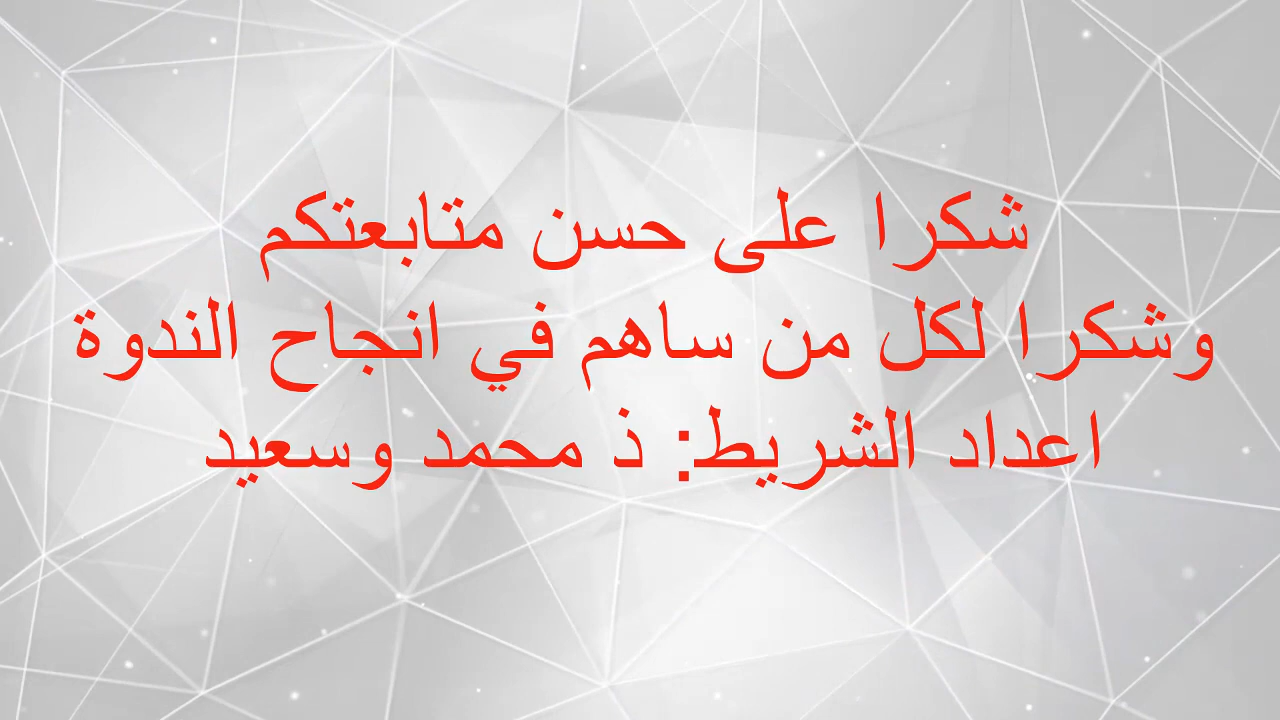 شكرا على حسن متابعتكم
وشكرا لكل من ساهم في انجاح الندوة
اعداد الشريط: ذ محمد وسعيد